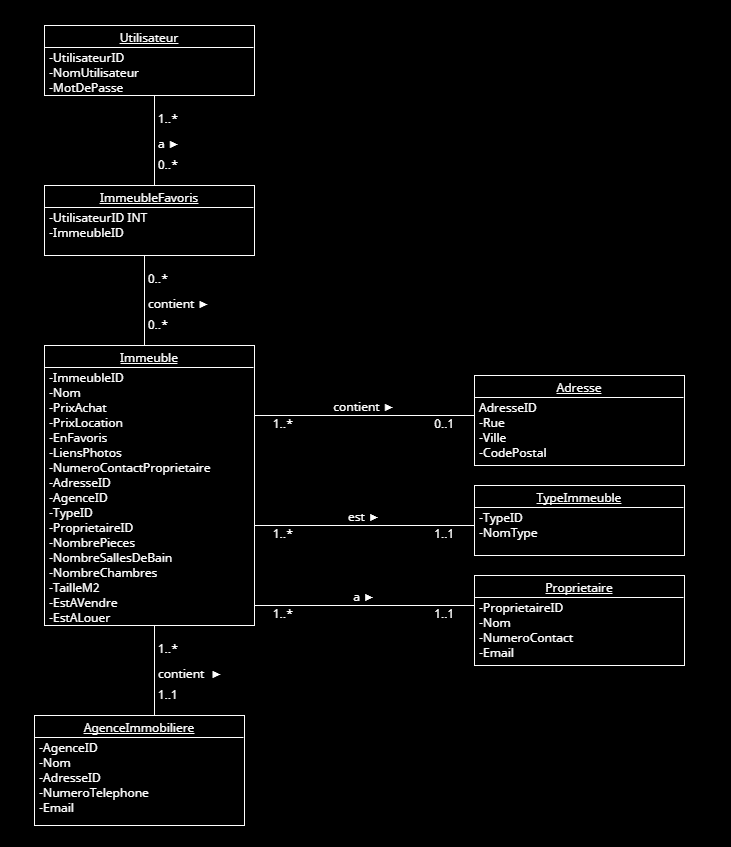 Utilisateur
-UtilisateurID
-NomUtilisateur
-MotDePasse
1..*
a ►
0..*
ImmeubleFavoris
-UtilisateurID INT
-ImmeubleID
0..*
contient ►
0..*
Immeuble
-ImmeubleID
-Nom
-PrixAchat
-PrixLocation
-EnFavoris
-LiensPhotos
-NumeroContactProprietaire
-AdresseID
-AgenceID
-TypeID
-ProprietaireID
-NombrePieces
-NombreSallesDeBain
-NombreChambres
-TailleM2
-EstAVendre
-EstALouer
contient ►
1..*
0..1
Adresse
AdresseID
-Rue
-Ville
-CodePostal
est ►
1..*
1..1
TypeImmeuble
-TypeID
-NomType
a ►
1..*
1..1
Proprietaire
-ProprietaireID
-Nom
-NumeroContact
-Email
1..*
contient ►
1..1
AgenceImmobiliere
-AgenceID
-Nom
-AdresseID
-NumeroTelephone
-Email